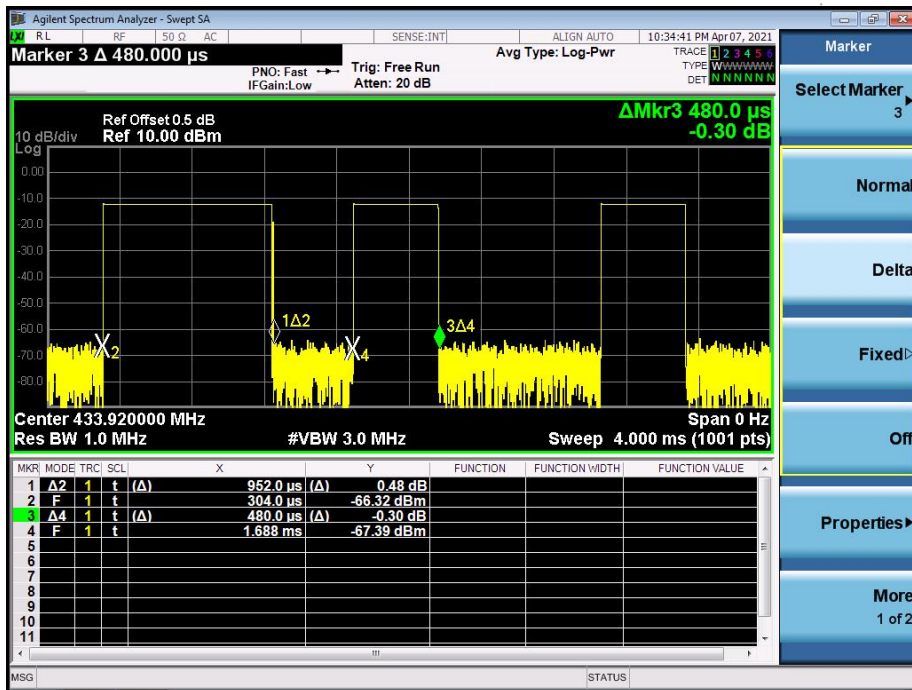 Agilent Spectrum Analyzer - Swept SA
LXI RL RF 50 Ω AC SENSE:INT ALIGN AUTO 10:34:41 PM Apr 07, 2021
Marker 3 Δ 480.000 µs
PNO: Fast
IFGain:Low
Trig: Free Run
Atten: 20 dB
Avg Type: Log-Pwr
TRACE 1 2 3 4 5 6
TYPE WWWWWW
DET N N N N N N
ΔMkr3 480.0 µs
-0.30 dB
Ref Offset 0.5 dB
10 dB/div Ref 10.00 dBm
Log
0.00
-10.0
-20.0
-30.0
-40.0
-50.0
-60.0
-70.0
-80.0
1Δ2
3Δ4
2
4
Center 433.920000 MHz Span 0 Hz
Res BW 1.0 MHz #VBW 3.0 MHz Sweep 4.000 ms (1001 pts)
MKR MODE TRC SCL X Y FUNCTION FUNCTION WIDTH FUNCTION VALUE
1 Δ2 1 t (Δ) 952.0 µs (Δ) 0.48 dB
2 F 1 t 304.0 µs -66.32 dBm
3 Δ4 1 t (Δ) 480.0 µs (Δ) -0.30 dB
4 F 1 t 1.688 ms -67.39 dBm
5
6
7
8
9
10
11
MSG STATUS
Marker
Select Marker
3
Normal
Delta
Fixed
Off
Properties
More
1 of 2